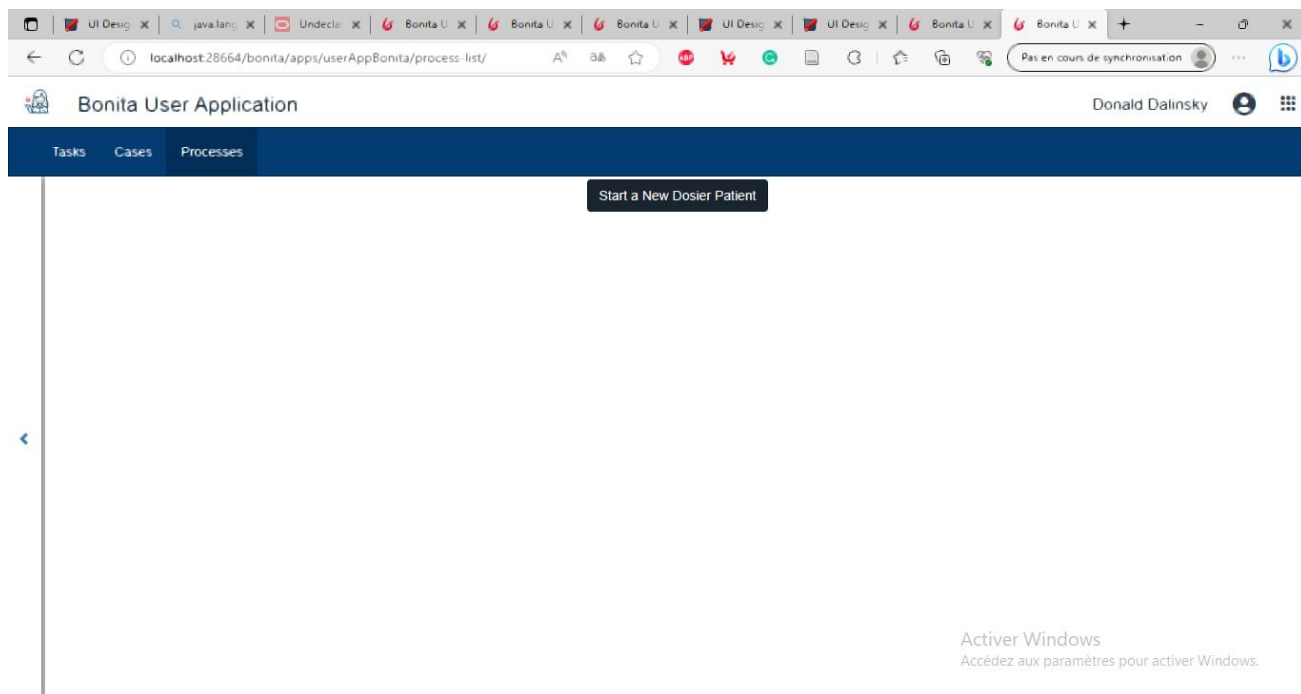 UI Desig
java.lang
Undecla
Bonita U
Bonita U
Bonita U
UI Desig
UI Desig
Bonita U
Bonita U
localhost:28664/bonita/apps/userAppBonita/process-list/
Pas en cours de synchronisation
Bonita User Application
Donald Dalinsky
Tasks Cases Processes
Start a New Dosier Patient
Activer Windows
Accédez aux paramètres pour activer Windows.